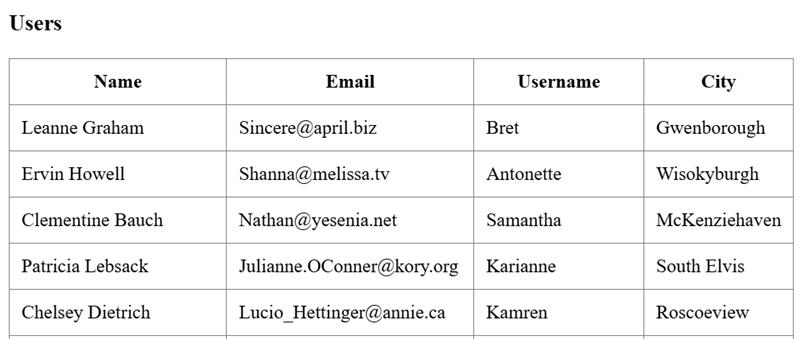 Users
Name Email Username City
Leanne Graham Sincere@april.biz Bret Gwenborough
Ervin Howell Shanna@melissa.tv Antonette Wisokyburgh
Clementine Bauch Nathan@yesenia.net Samantha McKenziehaven
Patricia Lebsack Julianne.OConner@kory.org Karianne South Elvis
Chelsey Dietrich Lucio_Hettinger@annie.ca Kamren Roscoeview